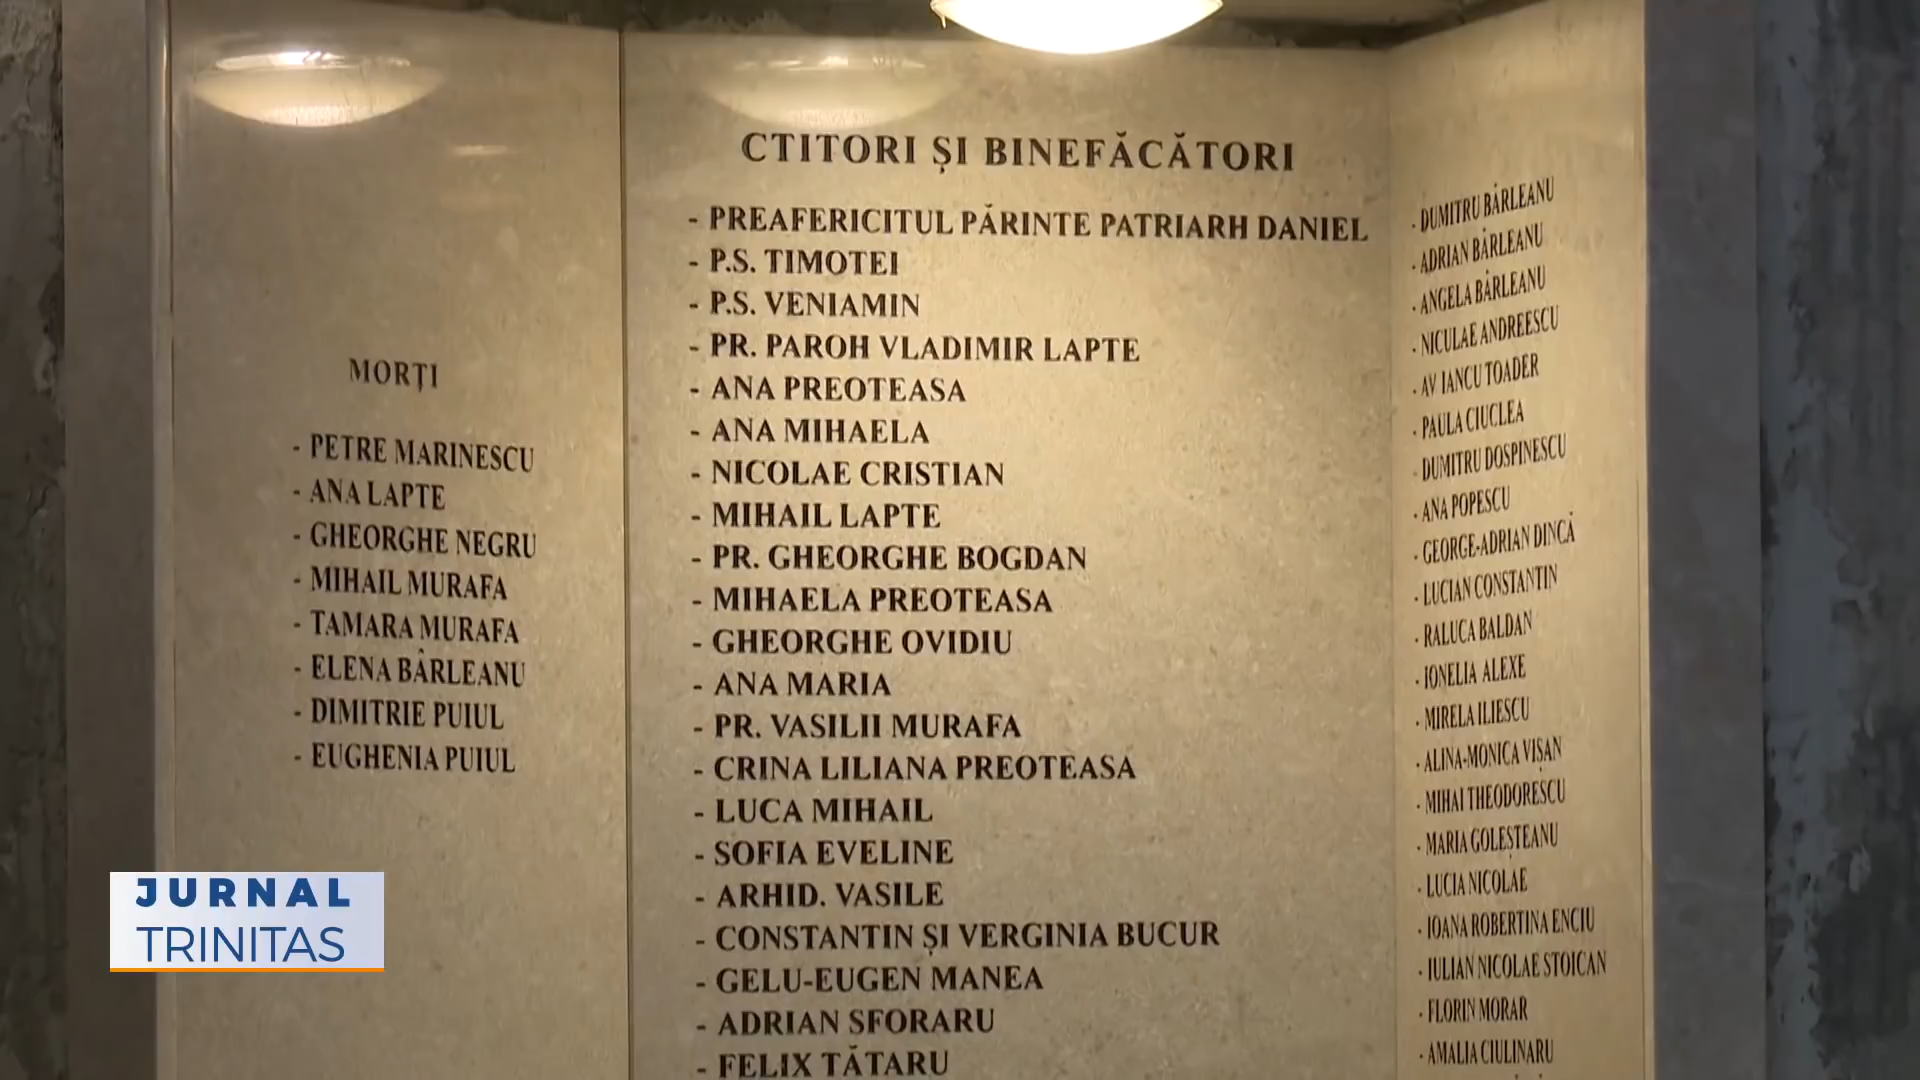 MORȚI
- PETRE MARINESCU
- ANA LAPTE
- GHEORGHE NEGRU
- MIHAIL MURAFA
- TAMARA MURAFA
- ELENA BÂRLEANU
- DIMITRIE PUIUL
- EUGHENIA PUIUL
CTITORI ȘI BINEFĂCĂTORI
- PREAFERICITUL PĂRINTE PATRIARH DANIEL
- P.S. TIMOTEI
- P.S. VENIAMIN
- PR. PAROH VLADIMIR LAPTE
- ANA PREOTEASA
- ANA MIHAELA
- NICOLAE CRISTIAN
- MIHAIL LAPTE
- PR. GHEORGHE BOGDAN
- MIHAELA PREOTEASA
- GHEORGHE OVIDIU
- ANA MARIA
- PR. VASILII MURAFA
- CRINA LILIANA PREOTEASA
- LUCA MIHAIL
- SOFIA EVELINE
- ARHID. VASILE
- CONSTANTIN ȘI VERGINIA BUCUR
- GELU-EUGEN MANEA
- ADRIAN SFORARU
- FELIX TĂTARU
- DUMITRU BÂRLEANU
- ADRIAN BÂRLEANU
- ANGELA BÂRLEANU
- NICULAE ANDREESCU
- AV IANCU TOADER
- PAULA CIUCLEA
- DUMITRU DOSPINESCU
- ANA POPESCU
- GEORGE-ADRIAN DINCĂ
- LUCIAN CONSTANTIN
- RALUCA BALDAN
- IONELIA ALEXE
- MIRELA ILIESCU
- ALINA-MONICA VIȘAN
- MIHAI THEODORESCU
- MARIA GOLEȘTEANU
- LUCIA NICOLAE
- IOANA ROBERTINA ENCIU
- IULIAN NICOLAE STOICAN
- FLORIN MORAR
- AMALIA CIULINARU
JURNAL
TRINITAS